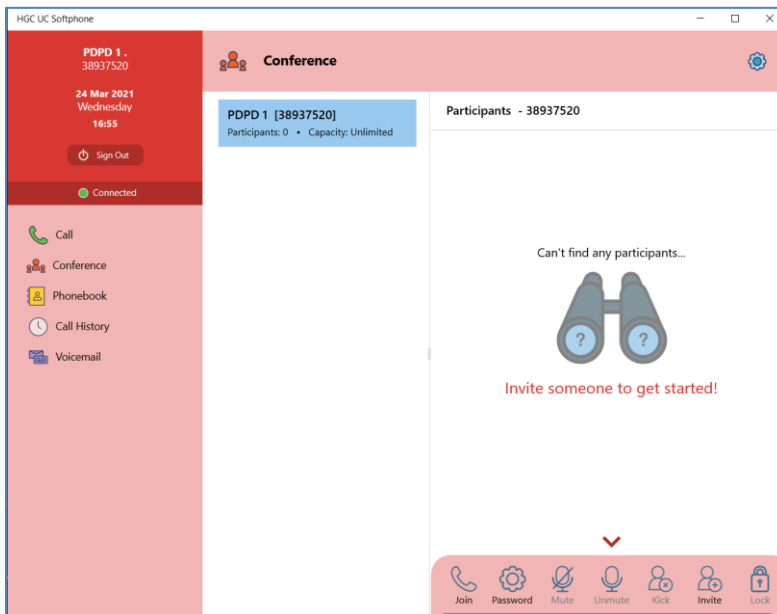 HGC UC Softphone
PDPD 1 .
38937520
24 Mar 2021
Wednesday
16:55
Sign Out
Connected
Call
Conference
Phonebook
Call History
Voicemail
Conference
PDPD 1 [38937520]
Participants: 0 • Capacity: Unlimited
Participants - 38937520
Can't find any participants...
? ?
Invite someone to get started!
Join Password Mute Unmute Kick Invite Lock